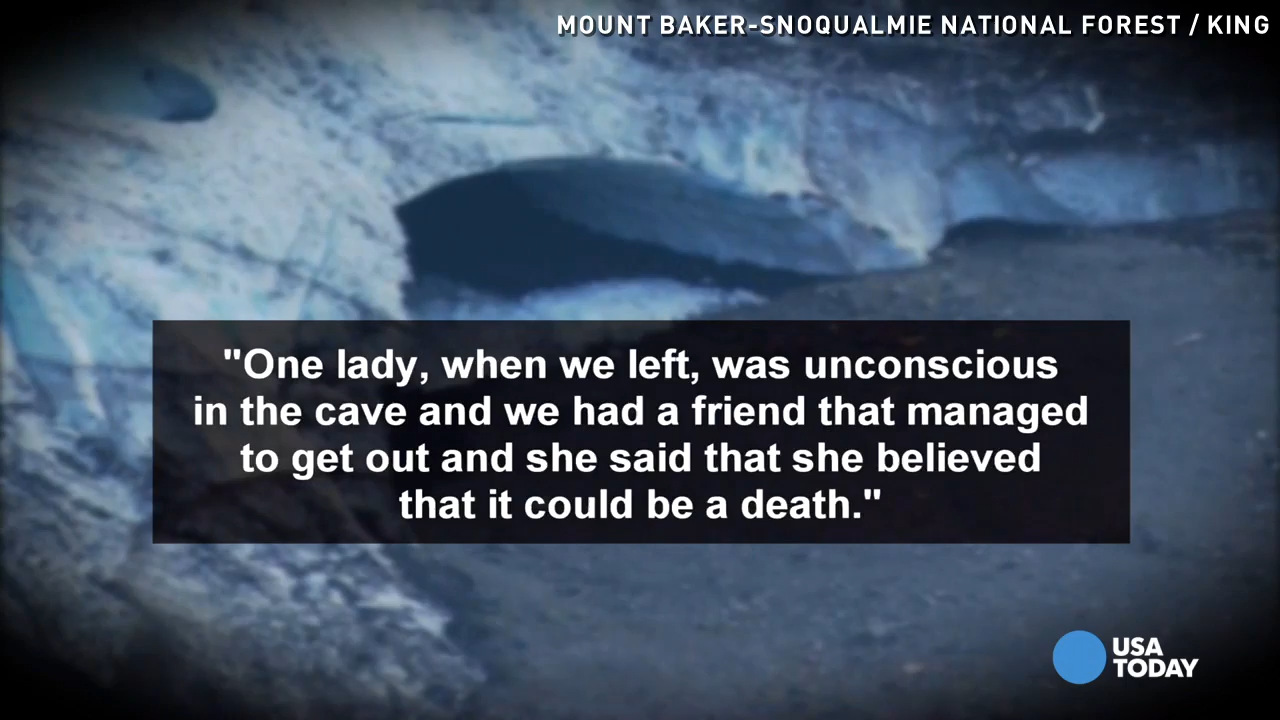 MOUNT BAKER-SNOQUALMIE NATIONAL FOREST / KING
"One lady, when we left, was unconscious
in the cave and we had a friend that managed
to get out and she said that she believed
that it could be a death."
USA
TODAY